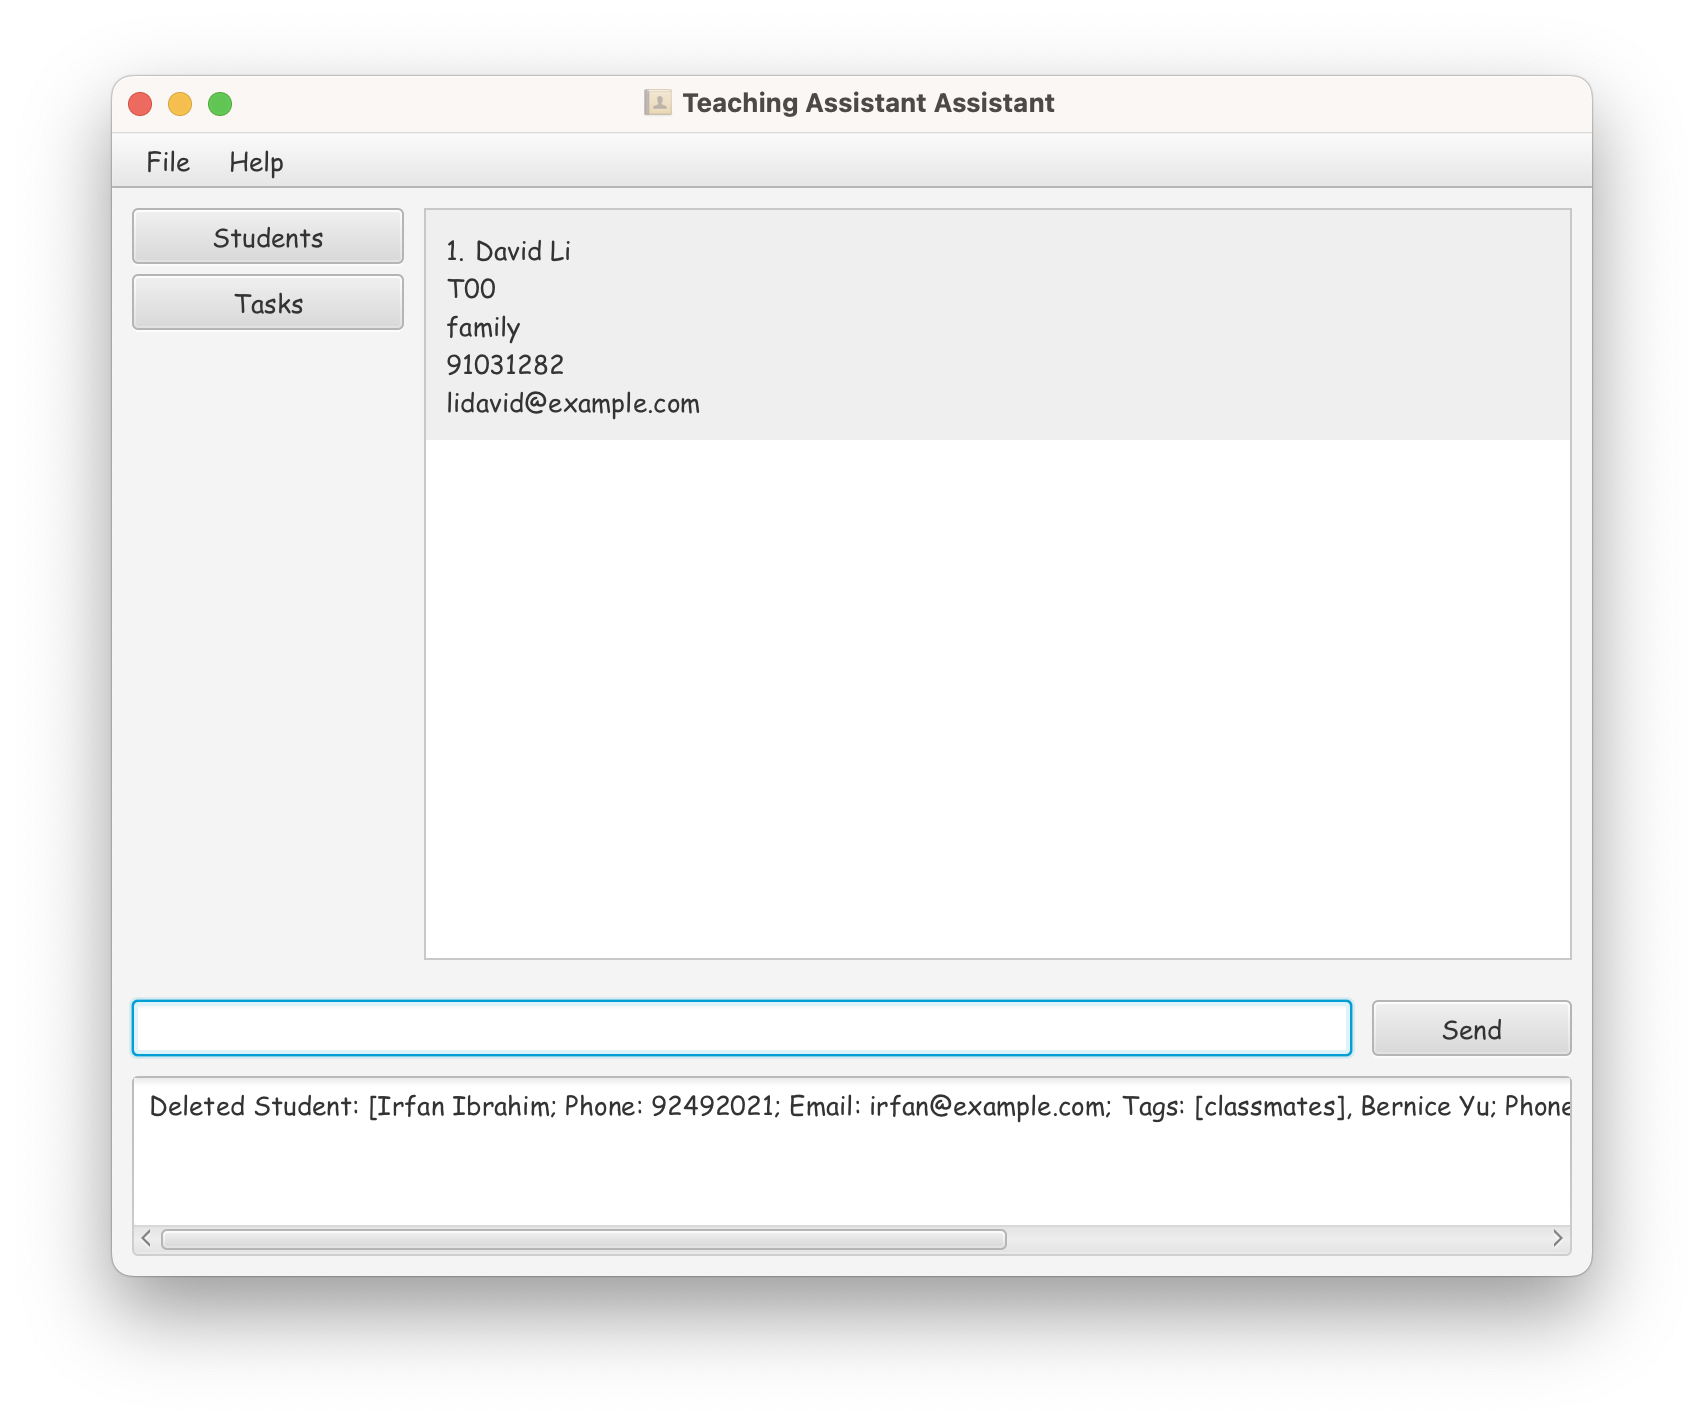 Teaching Assistant Assistant
File Help
Students
Tasks
1. David Li
T00
family
91031282
lidavid@example.com
Send
Deleted Student: [Irfan Ibrahim; Phone: 92492021; Email: irfan@example.com; Tags: [classmates], Bernice Yu; Phone